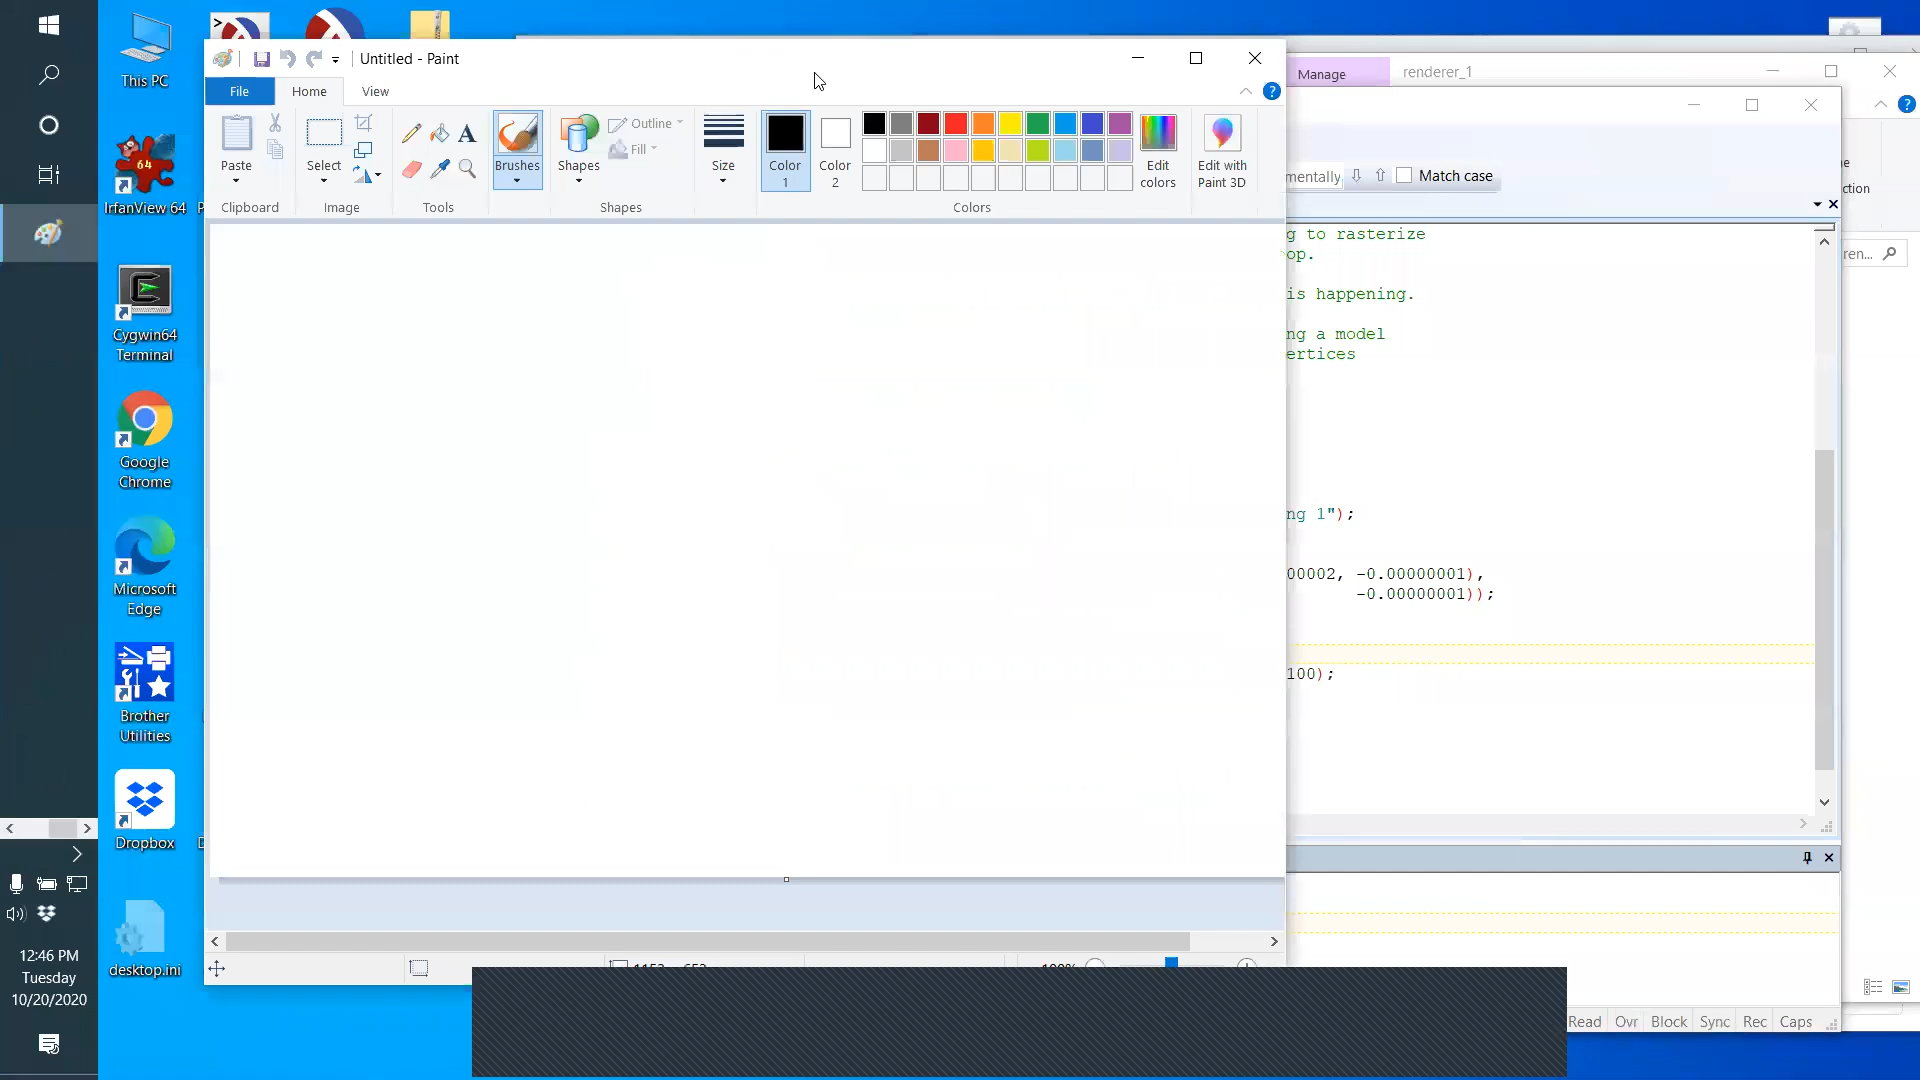 This PC
IrfanView 64
64
Cygwin64
Terminal
Google
Chrome
Microsoft
Edge
Brother
Utilities
Dropbox
desktop.ini
12:46 PM
Tuesday
10/20/2020
Untitled - Paint
File
Home
View
Paste
Clipboard
Select
Image
A
Tools
Brushes
Shapes
Outline
Fill
Shapes
Size
Color
1
Color
2
Colors
Edit
colors
Edit with
Paint 3D
Manage
renderer_1
mentally
Match case
ction
ren...
g to rasterize
op.
is happening.
ng a model
ertices
ng 1");
00002, -0.00000001),
-0.00000001));
100);
Read
Ovr
Block
Sync
Rec
Caps